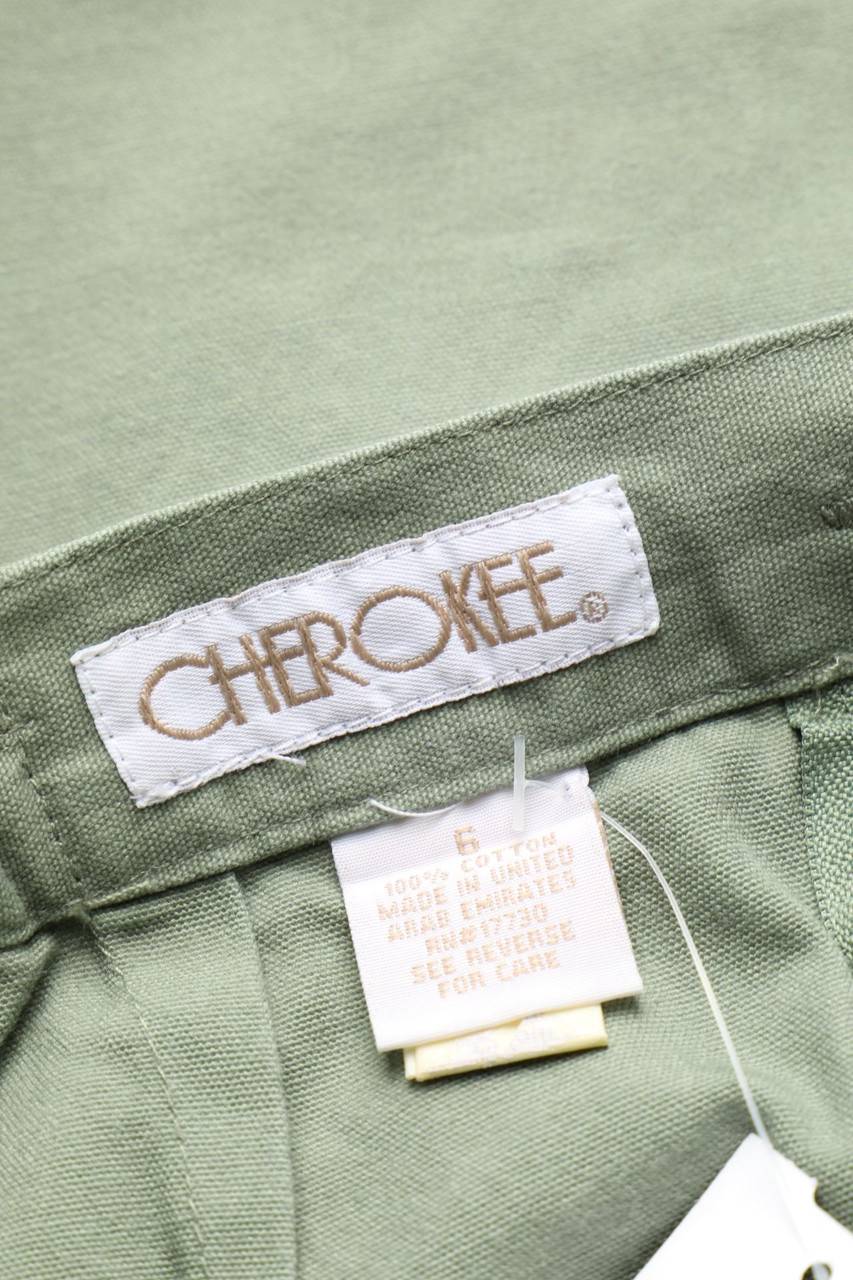 CHEROKEE®
6
100% COTTON
MADE IN UNITED
ARAB EMIRATES
RN#17730
SEE REVERSE
FOR CARE